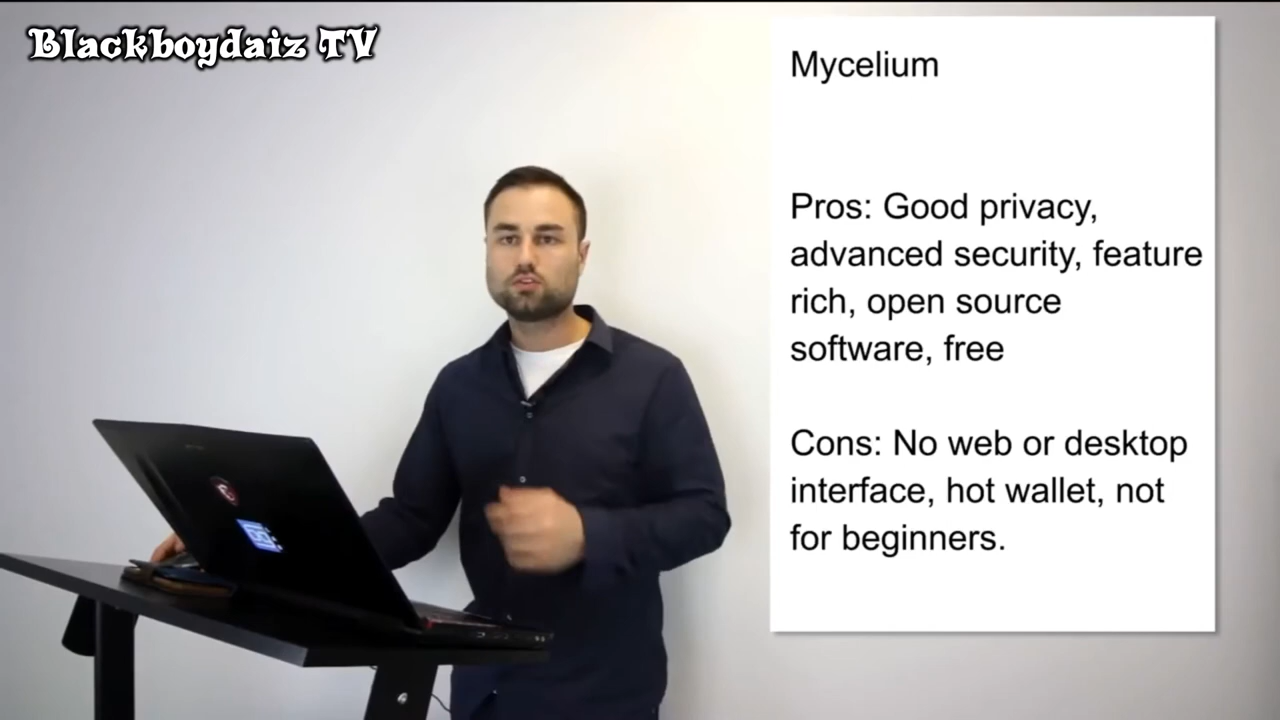 Blackboydaiz TV
Mycelium
Pros: Good privacy,
advanced security, feature
rich, open source
software, free
Cons: No web or desktop
interface, hot wallet, not
for beginners.